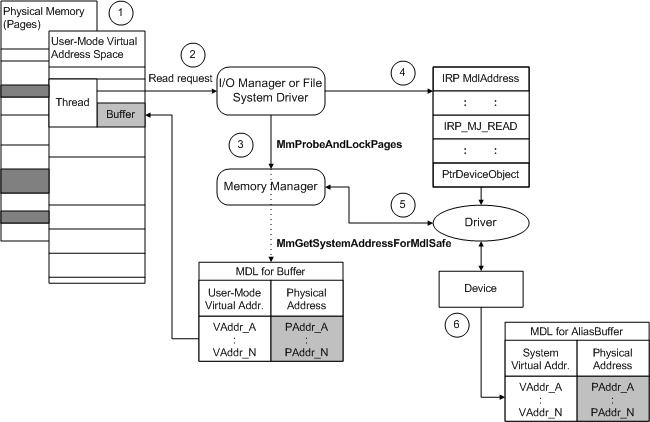 Physical Memory
(Pages)
1
User-Mode Virtual
Address Space
2
Read request
Thread
Buffer
I/O Manager or File
System Driver
4
IRP MdlAddress
: :
IRP_MJ_READ
: :
PtrDeviceObject
3
MmProbeAndLockPages
Memory Manager
5
Driver
MmGetSystemAddressForMdlSafe
MDL for Buffer
User-Mode
Virtual Addr.
Physical
Address
VAddr_A
:
VAddr_N
PAddr_A
:
PAddr_N
Device
6
MDL for AliasBuffer
System
Virtual Addr.
Physical
Address
VAddr_A
:
VAddr_N
PAddr_A
:
PAddr_N